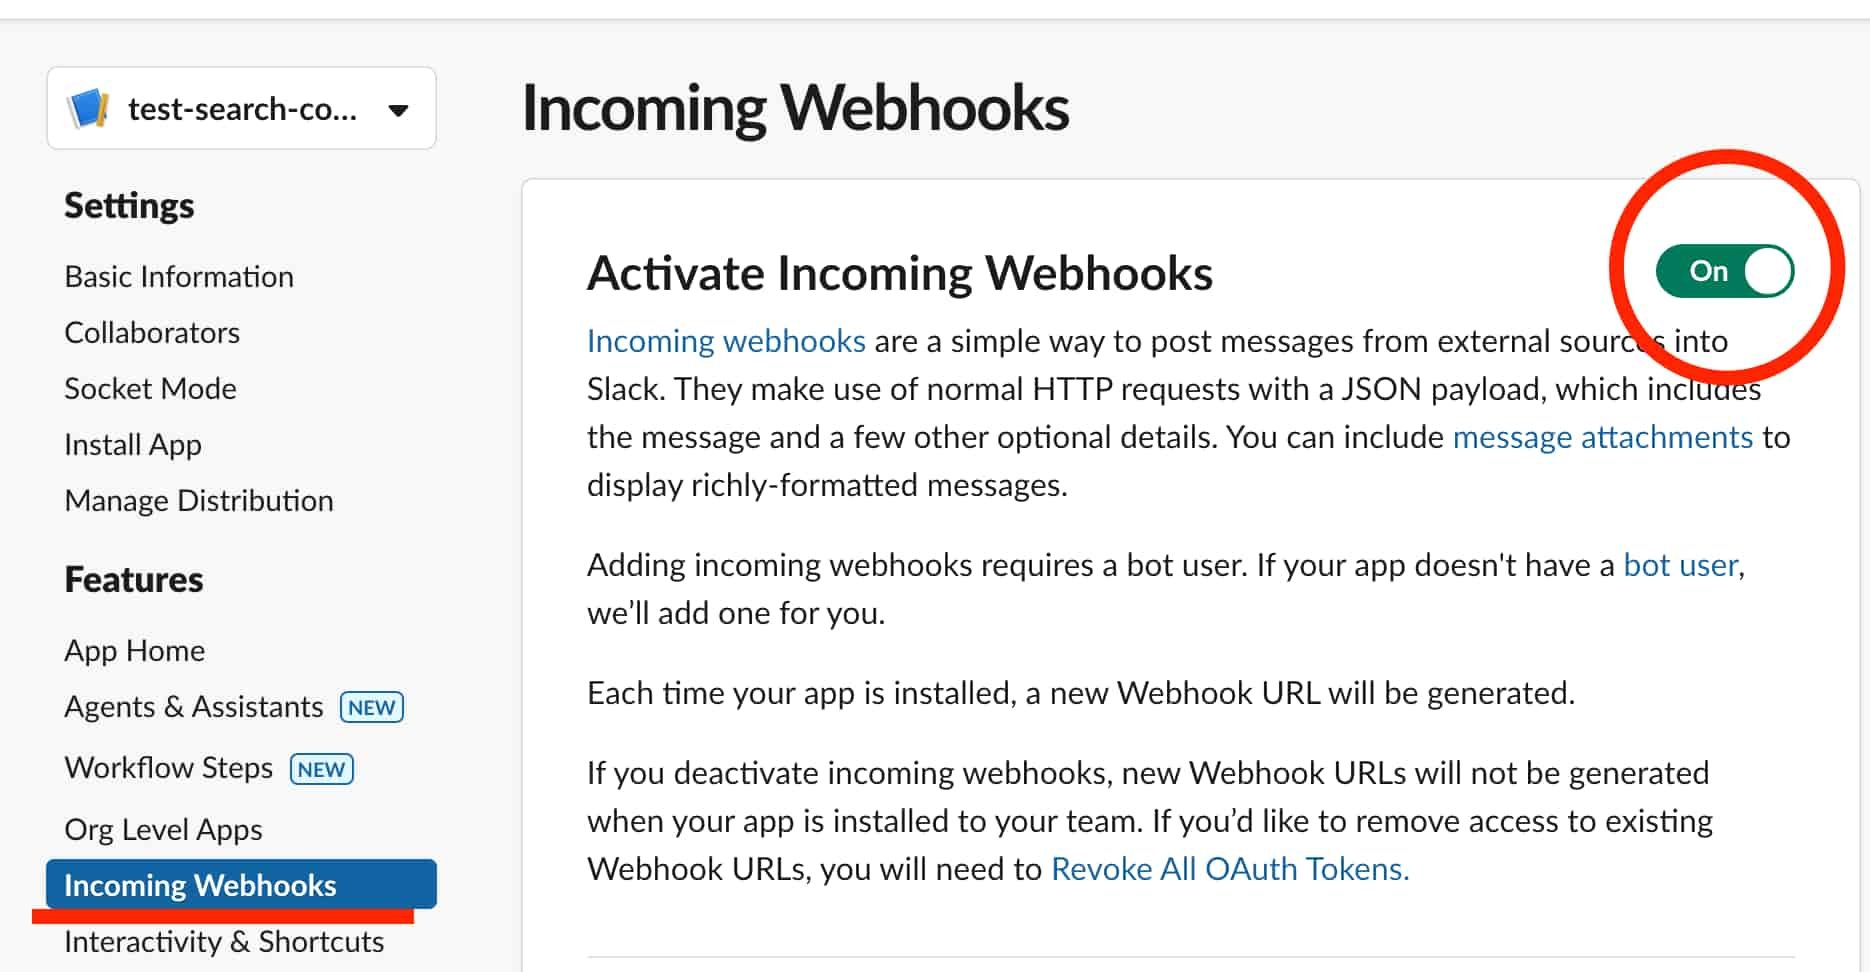 test-search-co...
Settings
Basic Information
Collaborators
Socket Mode
Install App
Manage Distribution
Features
App Home
Agents & Assistants NEW
Workflow Steps NEW
Org Level Apps
Incoming Webhooks
Interactivity & Shortcuts
Incoming Webhooks
Activate Incoming Webhooks
On
Incoming webhooks are a simple way to post messages from external sources into
Slack. They make use of normal HTTP requests with a JSON payload, which includes
the message and a few other optional details. You can include message attachments to
display richly-formatted messages.
Adding incoming webhooks requires a bot user. If your app doesn't have a bot user,
we’ll add one for you.
Each time your app is installed, a new Webhook URL will be generated.
If you deactivate incoming webhooks, new Webhook URLs will not be generated
when your app is installed to your team. If you’d like to remove access to existing
Webhook URLs, you will need to Revoke All OAuth Tokens.